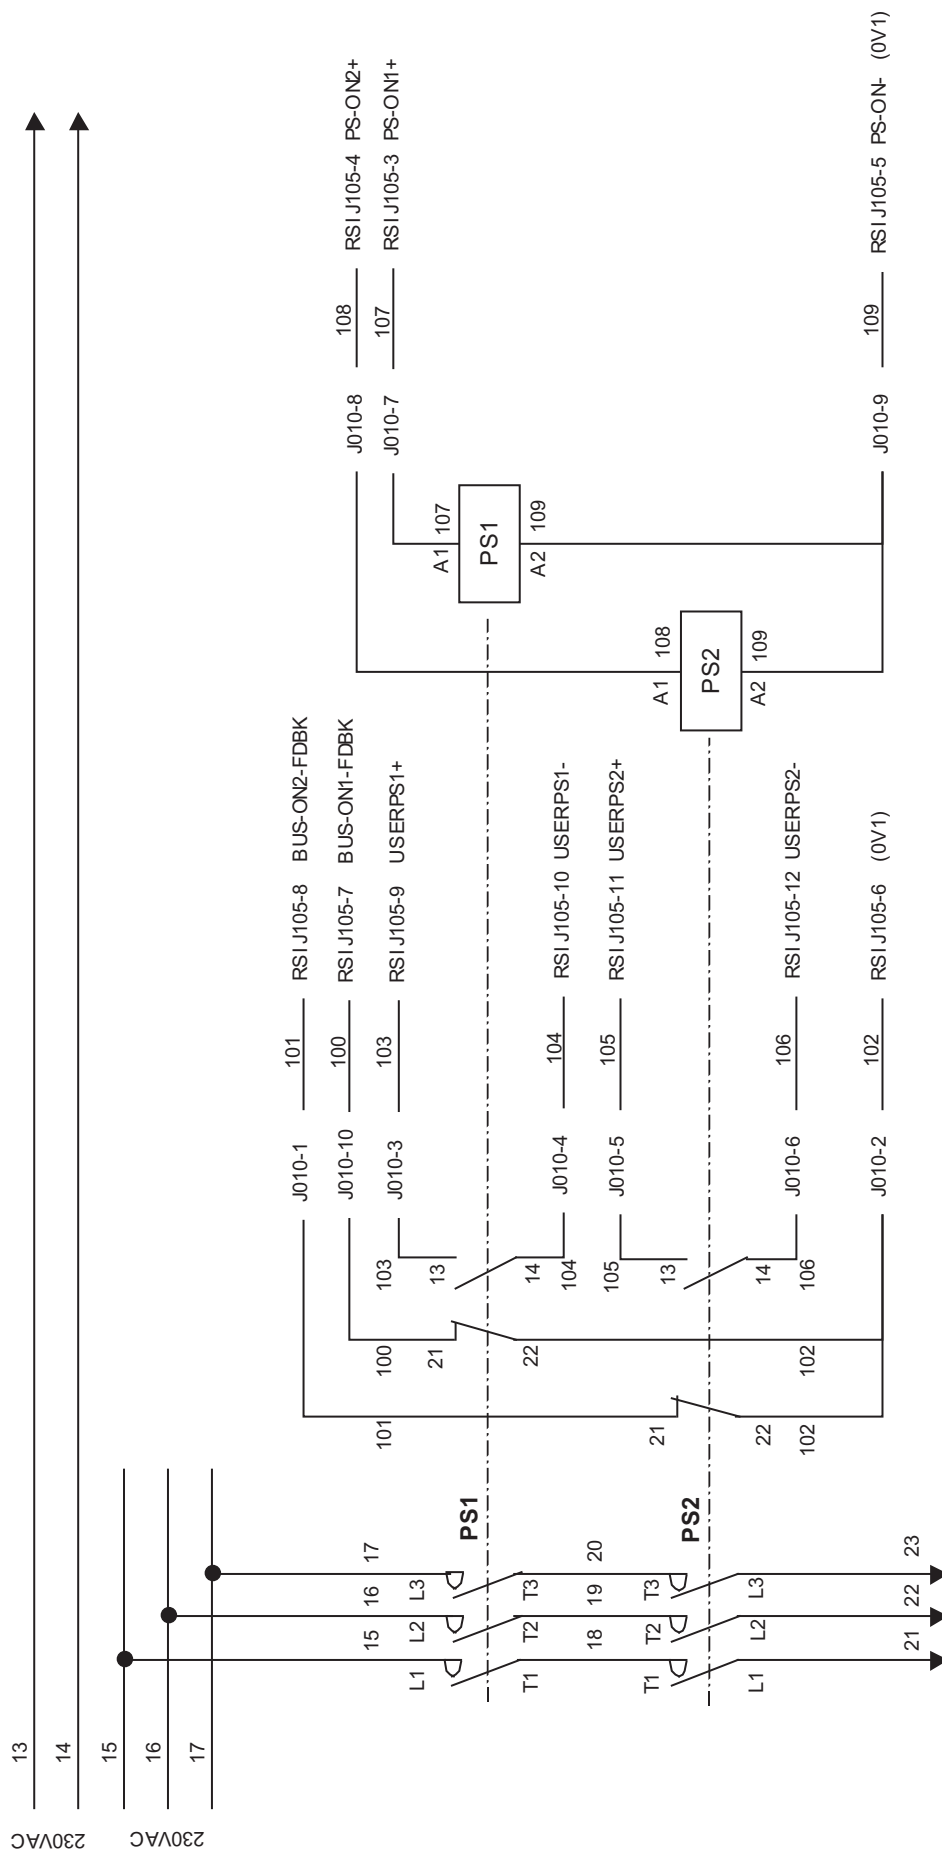 230VAC
13
14
230VAC
15
16
17
15
16
17
L1
L2
L3
PS1
T1
T2
T3
18
19
20
T1
T2
T3
PS2
L1
L2
L3
21
22
23
J010-1 101 RSI J105-8 BUS-ON2-FDBK
J010-10 100 RSI J105-7 BUS-ON1-FDBK
J010-3 103 RSI J105-9 USERPS1+
101
100
103
21
13
22
14
104
J010-4 104 RSI J105-10 USERPS1-
J010-5 105 RSI J105-11 USERPS2+
105
21
13
22
14
102
102
106
J010-6 106 RSI J105-12 USERPS2-
J010-2 102 RSI J105-6 (0V1)
J010-8 108 RSI J105-4 PS-ON2+
J010-7 107 RSI J105-3 PS-ON1+
A1 107
PS1
A2 109
A1 108
PS2
A2 109
J010-9 109 RSI J105-5 PS-ON- (0V1)